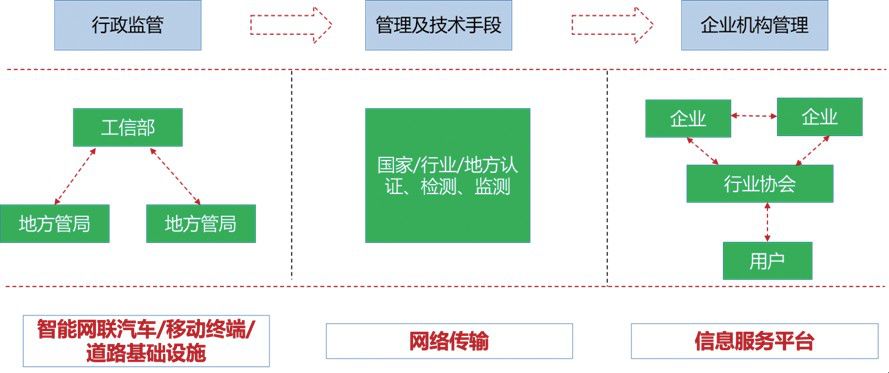 行政监管
管理及技术手段
企业机构管理
工信部
地方管局
地方管局
国家/行业/地方认
证、检测、监测
企业
企业
行业协会
用户
智能网联汽车/移动终端/
道路基础设施
网络传输
信息服务平台